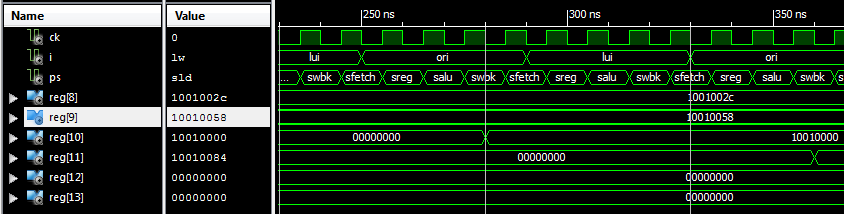 Name Value 250 ns 300 ns 350 ns
ck 0
i lw lui ori lui ori
ps sld ... swbk sfetch sreg salu swbk sfetch sreg salu swbk sfetch sreg salu
reg[8] 1001002c 1001002c
reg[9] 10010058 10010058
reg[10] 10010000 00000000 10010000
reg[11] 10010084 00000000
reg[12] 00000000 00000000
reg[13] 00000000 00000000